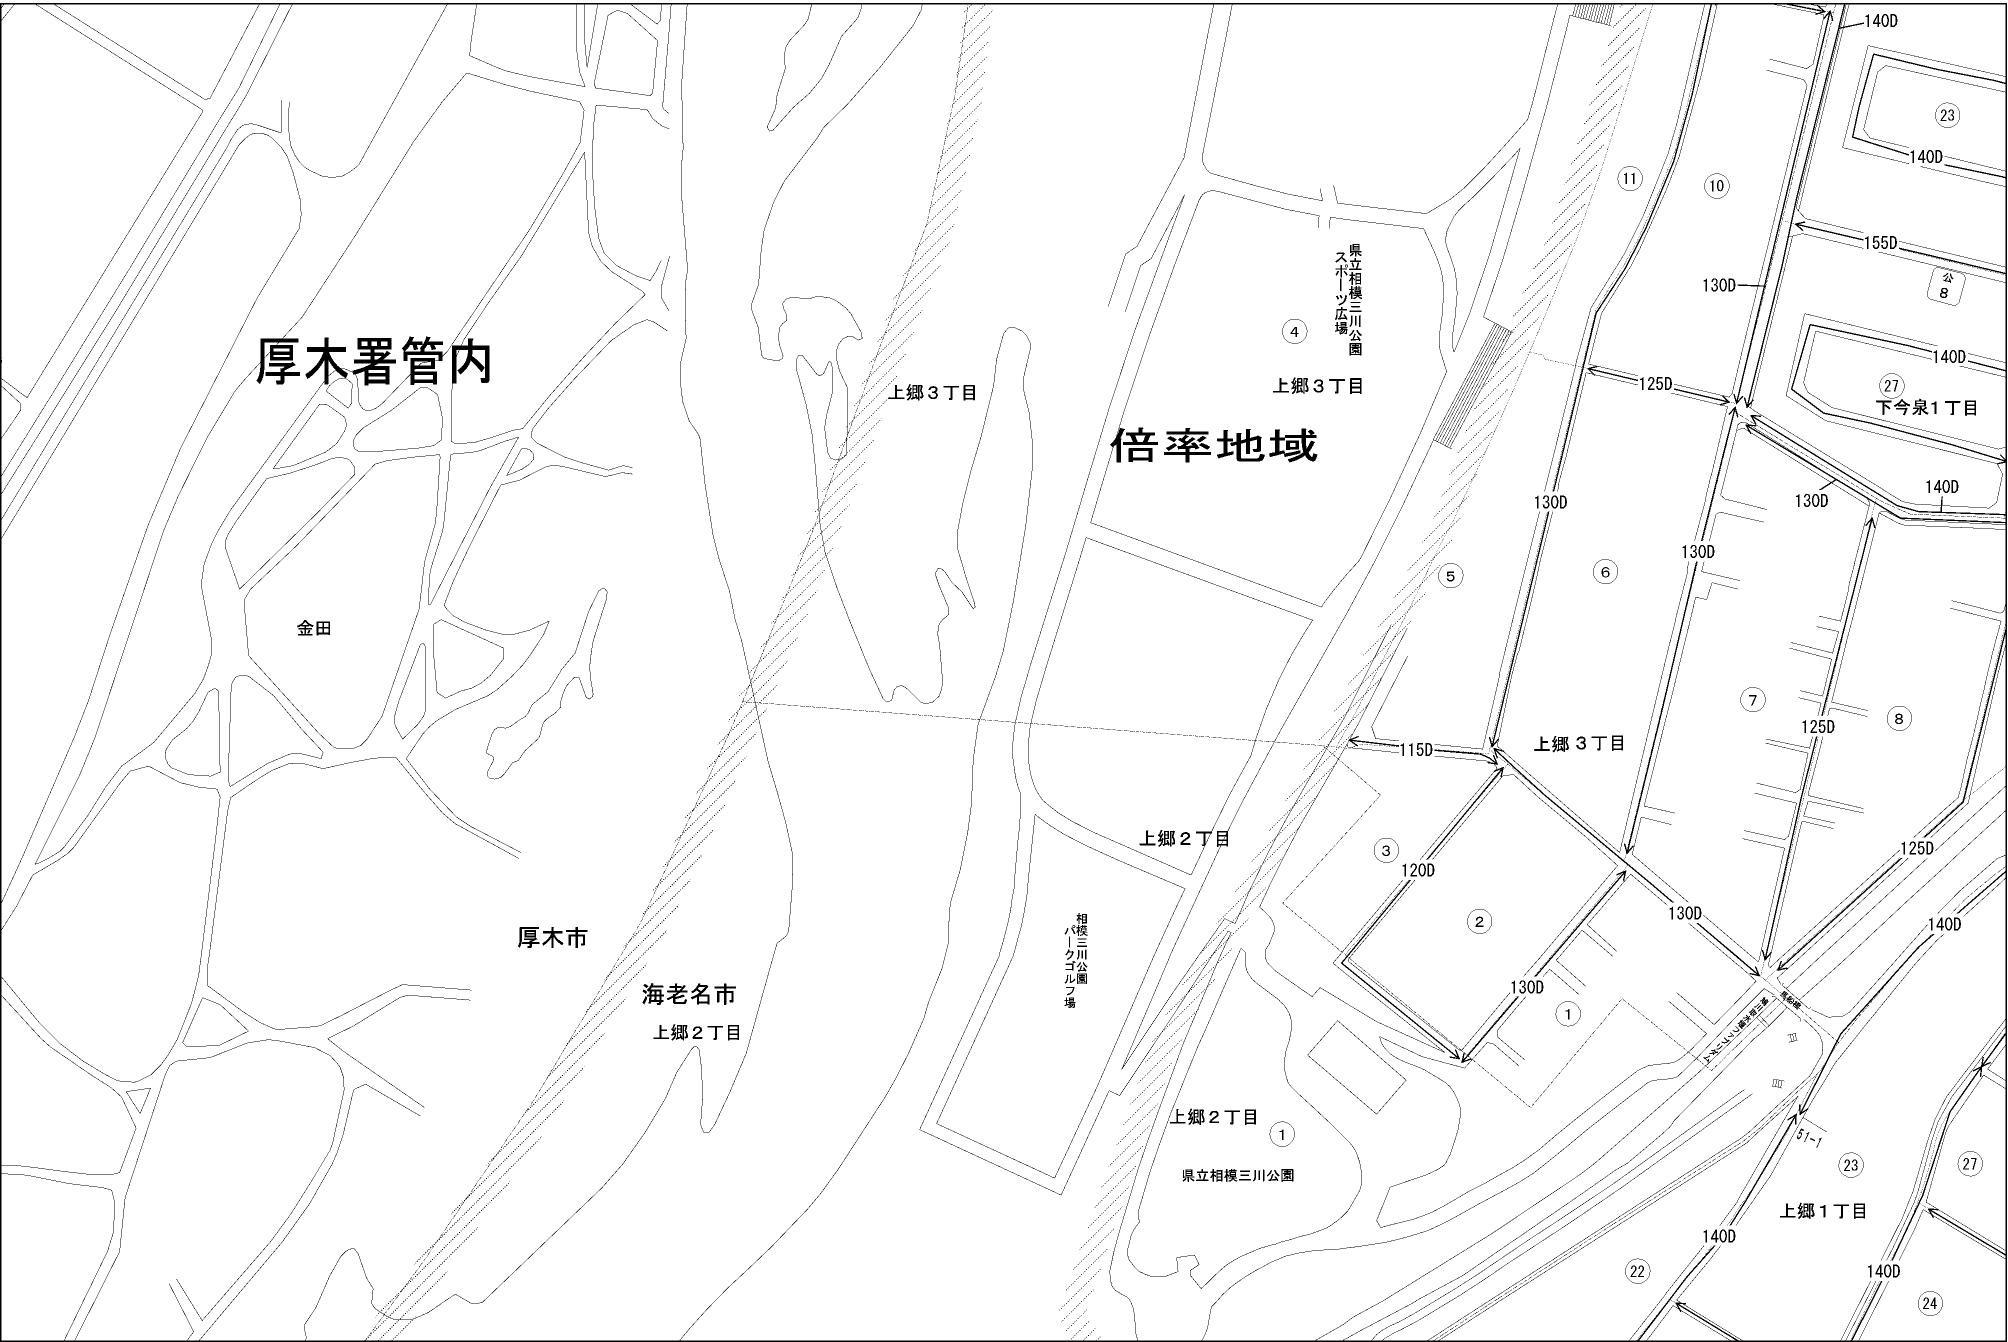 140D
23
140D
11
10
155D
公
8
130D
県立相模三川公園
スポーツ広場
4
140D
厚木署管内
上郷3丁目
上郷3丁目
125D
27
下今泉1丁目
倍率地域
130D
130D
140D
130D
5
6
金田
7
8
125D
115D
上郷3丁目
上郷2丁目
3
120D
125D
2
130D
140D
相模三川公園
パークゴルフ場
厚木市
海老名市
上郷2丁目
130D
1
上郷2丁目
1
51-1
県立相模三川公園
23
27
上郷1丁目
140D
22
140D
24